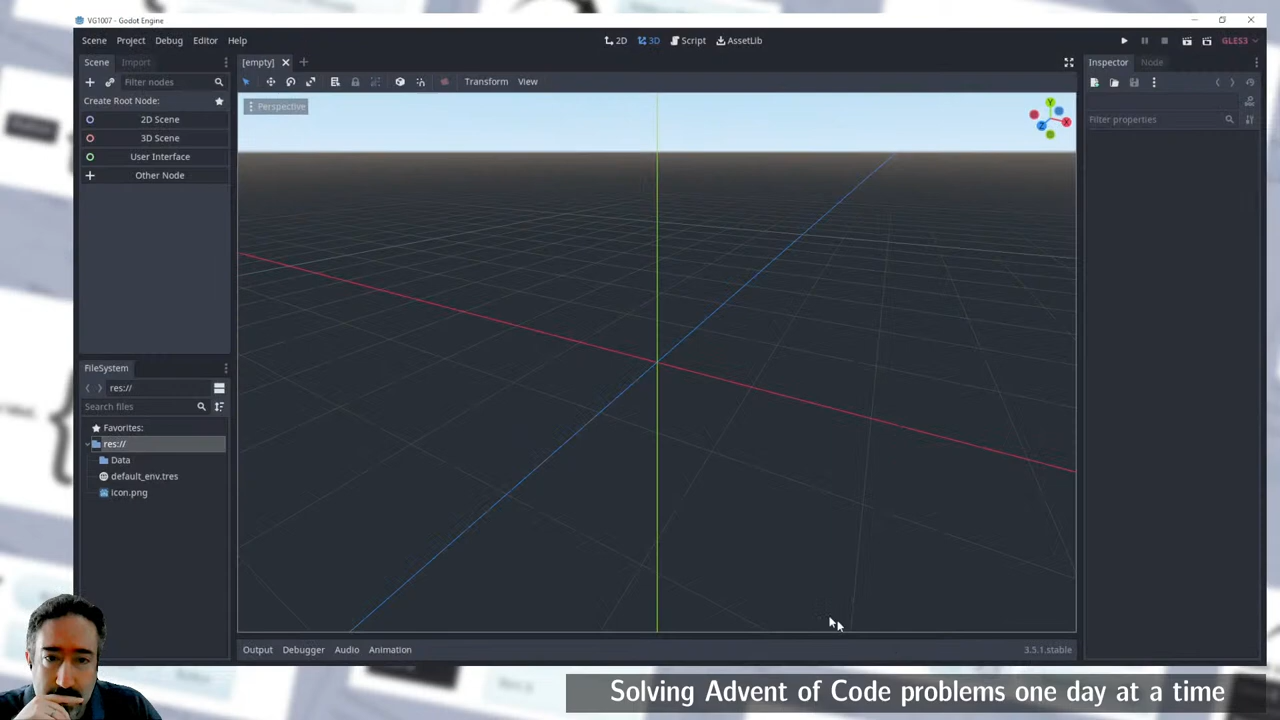 VG1007 - Godot Engine
Scene Project Debug Editor Help
2D 3D Script AssetLib
GLES3
Scene Import
[empty]
Inspector Node
Filter nodes
Transform View
Create Root Node:
Perspective
Y
X
Z
Filter properties
2D Scene
3D Scene
User Interface
Other Node
FileSystem
res://
Search files
Favorites:
res://
Data
default_env.tres
icon.png
Output Debugger Audio Animation
3.5.1.stable
Solving Advent of Code problems one day at a time